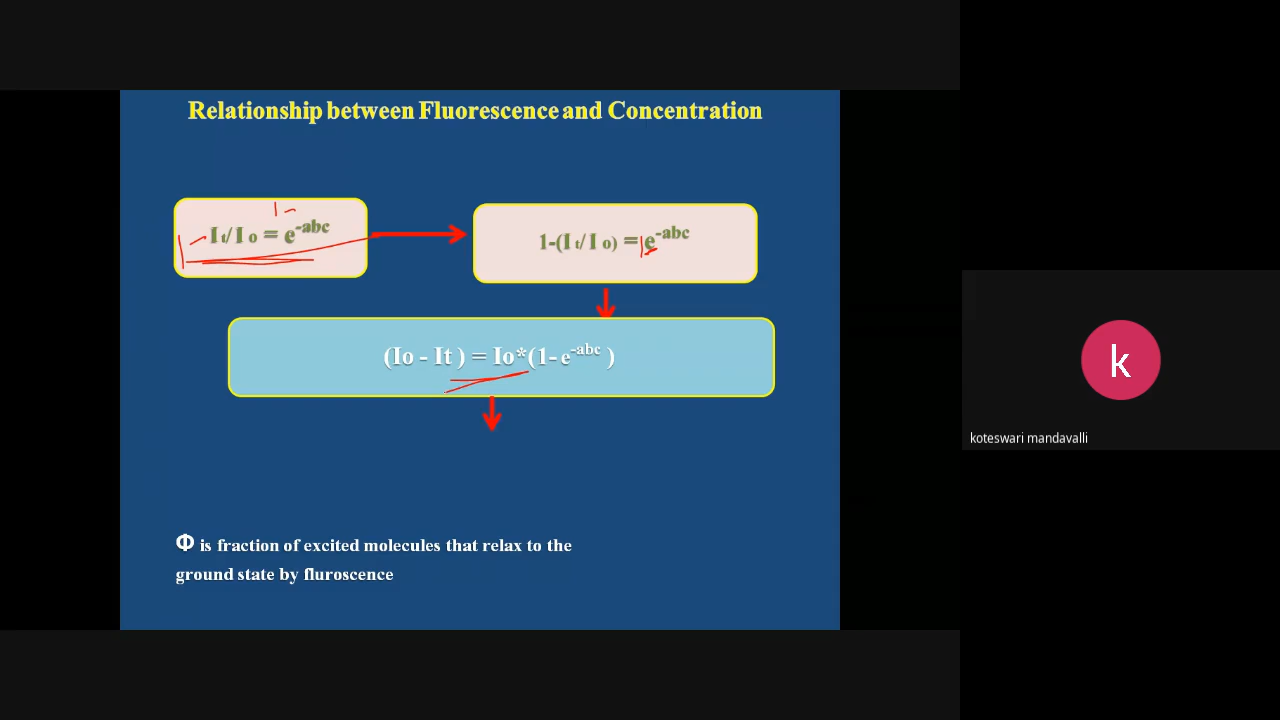 Relationship between Fluorescence and Concentration
1-
It/Io = e^-abc
1-(It/Io) = e^-abc
(Io - It ) = Io*(1- e^-abc )
Φ is fraction of excited molecules that relax to the
ground state by fluroscence
k
koteswari mandavalli